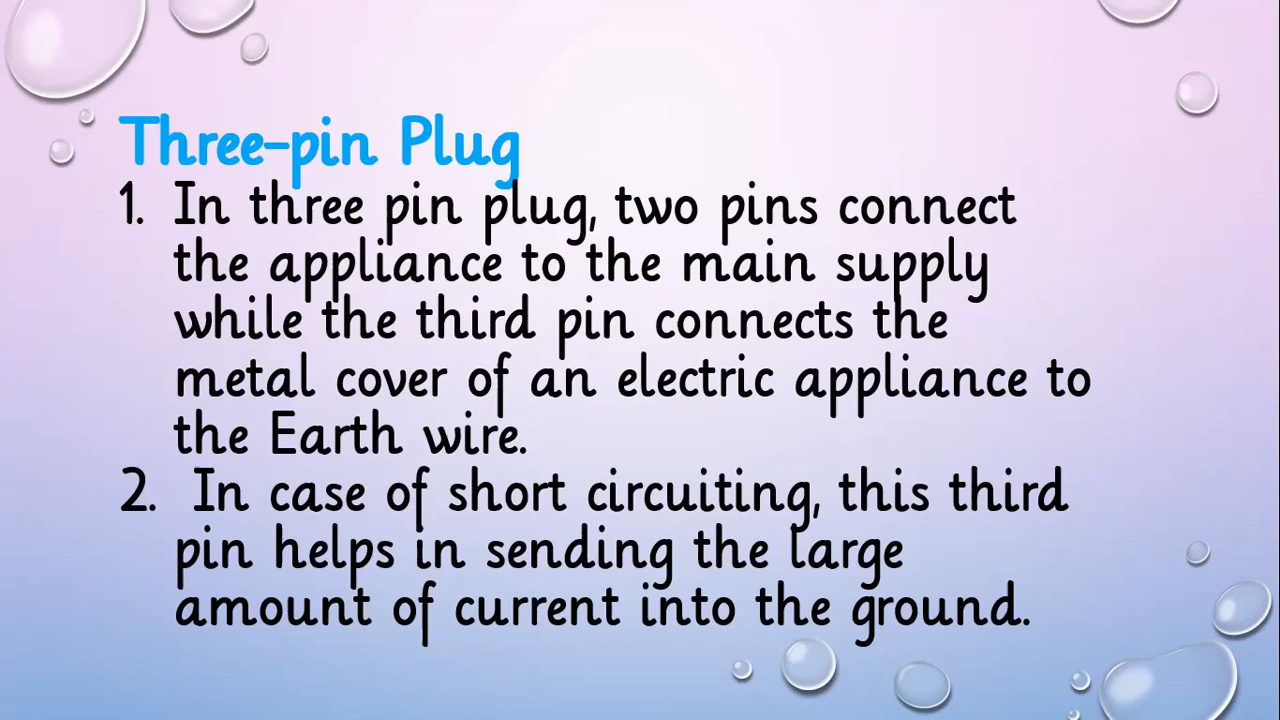 Three-pin Plug
1. In three pin plug, two pins connect
the appliance to the main supply
while the third pin connects the
metal cover of an electric appliance to
the Earth wire.
2. In case of short circuiting, this third
pin helps in sending the large
amount of current into the ground.